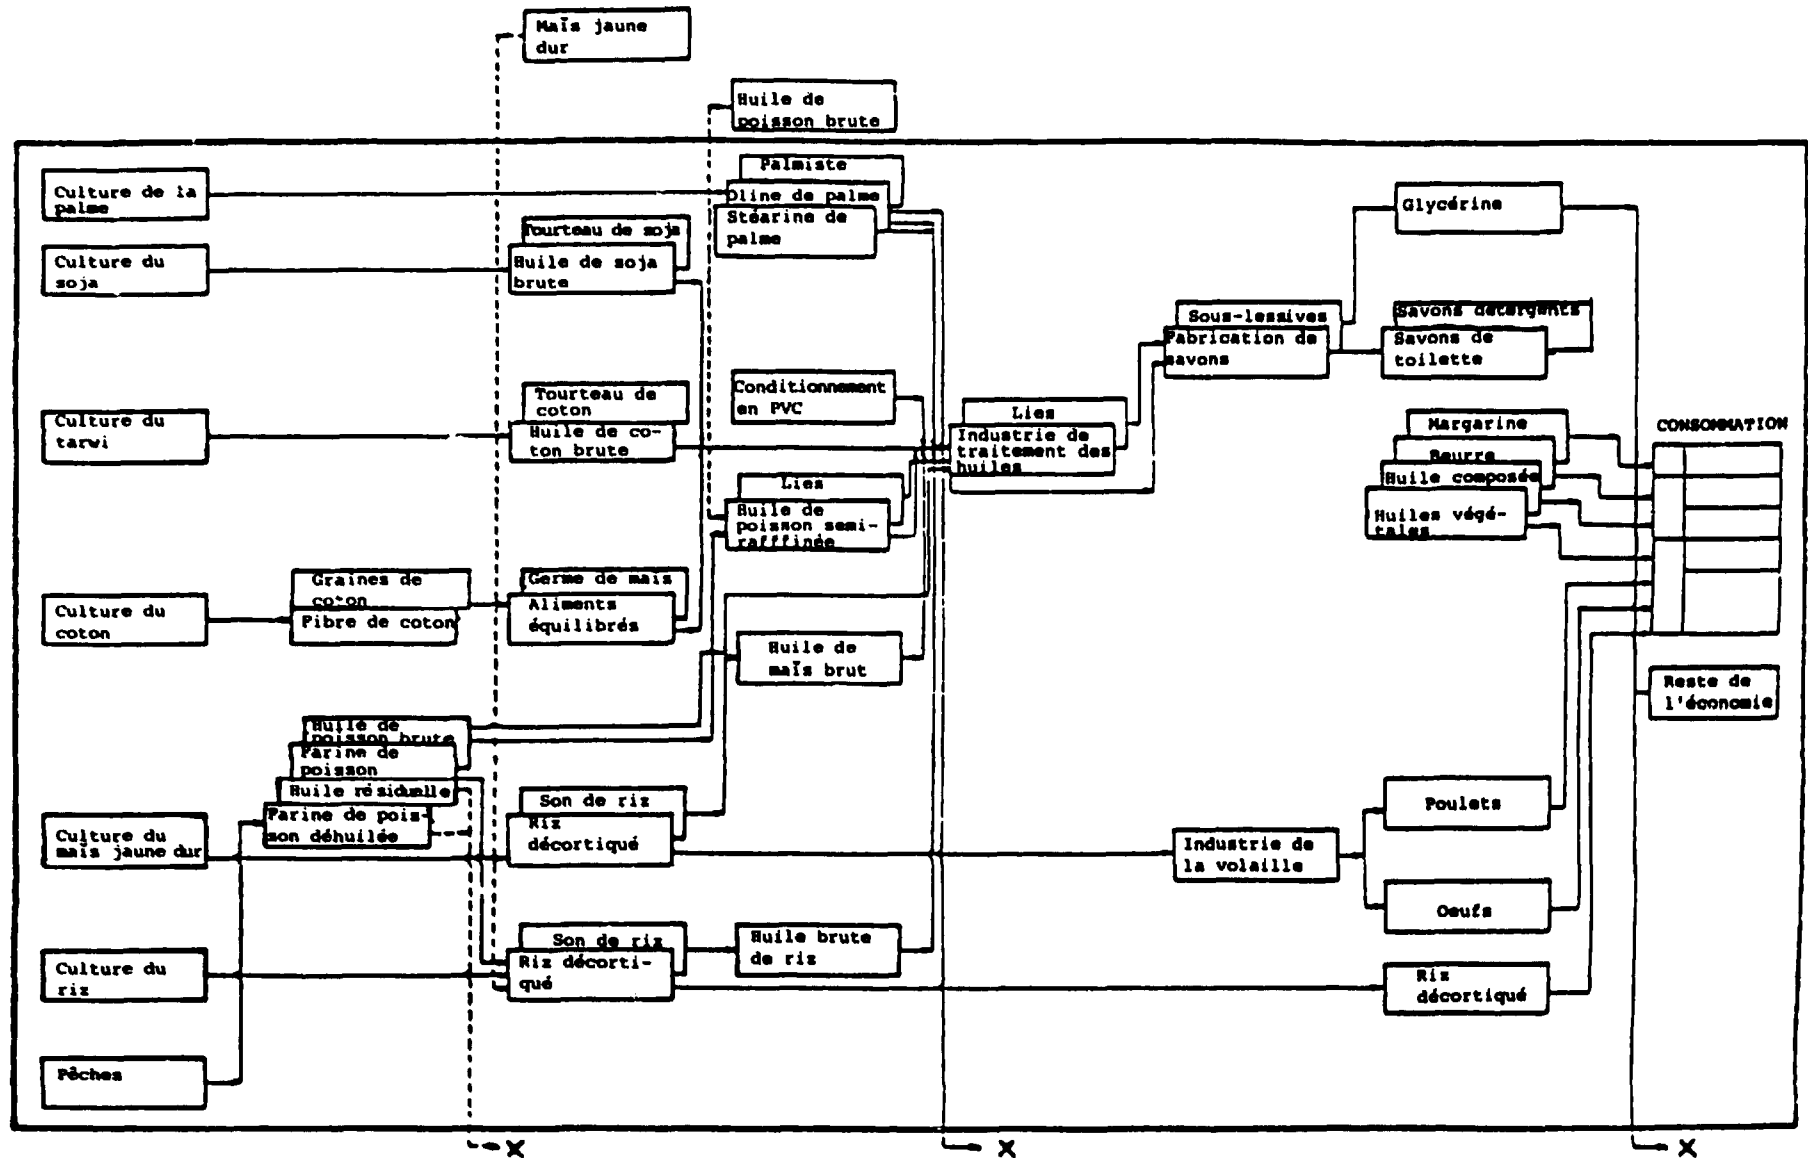 Maïs jaune
dur
Huile de
poisson brute
Culture de la
palme
Palmiste
Oline de palme
Stéarine de
palme
Glycérine
Culture du
soja
Tourteau de soja
Huile de soja
brute
Sous-lessives
Fabrication de
savons
Savons détergents
Savons de
toilette
Conditionnement
en PVC
Culture du
tarwi
Tourteau de
coton
Huile de co-
ton brute
Lies
Industrie de
traitement des
huiles
Margarine
Beurre
Huile composée
Huiles végé-
tales
CONSOMMATION
Lies
Huile de
poisson semi-
rafffinée
Culture du
coton
Graines de
coton
Fibre de coton
Germe de mais
Aliments
équilibrés
Huile de
maïs brut
Reste de
l'économie
Huile de
poisson brute
Farine de
poisson
Huile résiduelle
Farine de pois-
son déhuilée
Culture du
mais jaune dur
Son de riz
Riz
décortiqué
Industrie de
la volaille
Poulets
Oeufs
Culture du
riz
Son de riz
Riz décorti-
qué
Huile brute
de riz
Riz
décortiqué
Pêches
X
X
X